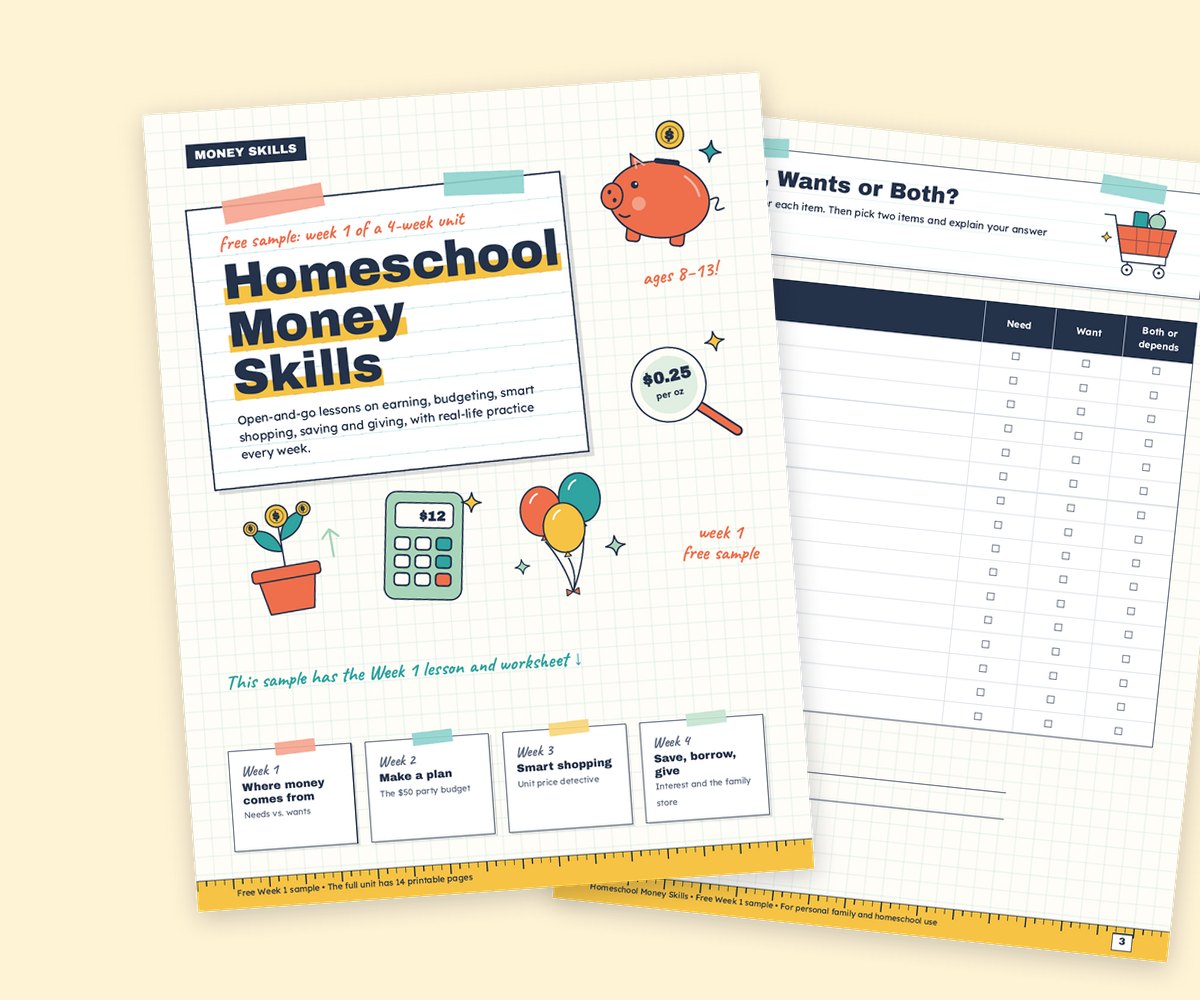 MONEY SKILLS
free sample: week 1 of a 4-week unit
Homeschool
Money
Skills
Open-and-go lessons on earning, budgeting, smart
shopping, saving and giving, with real-life practice
every week.
$
ages 8–13!
$0.25
per oz
$
$
$
$12
week 1
free sample
This sample has the Week 1 lesson and worksheet ↓
Week 1
Where money
comes from
Needs vs. wants
Week 2
Make a plan
The $50 party budget
Week 3
Smart shopping
Unit price detective
Week 4
Save, borrow,
give
Interest and the family
store
Free Week 1 sample • The full unit has 14 printable pages
, Wants or Both?
each item. Then pick two items and explain your answer
Need
Want
Both or
depends
Homeschool Money Skills • Free Week 1 sample • For personal family and homeschool use
3